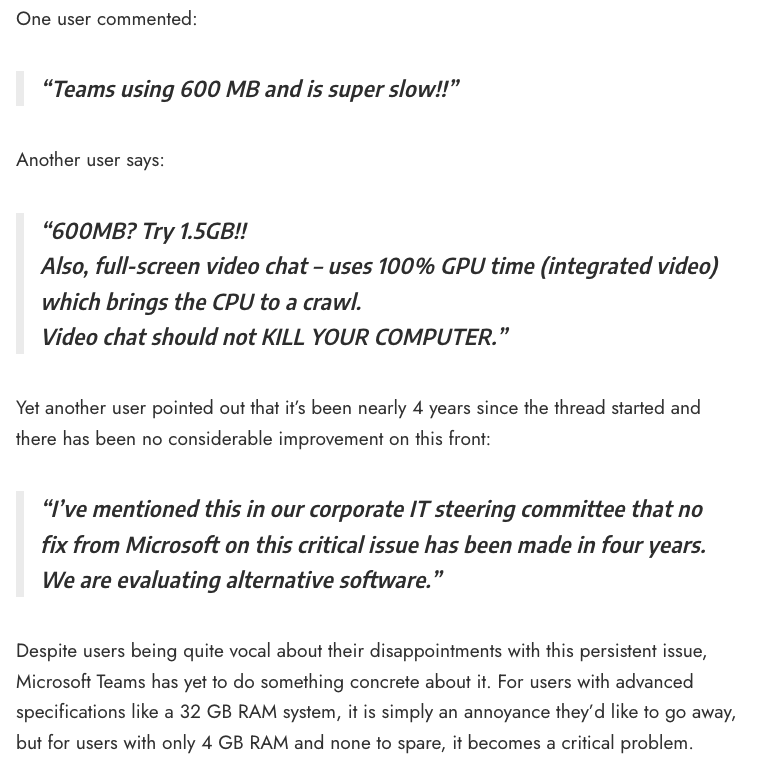 One user commented:
“Teams using 600 MB and is super slow!!”
Another user says:
“600MB? Try 1.5GB!!
Also, full-screen video chat – uses 100% GPU time (integrated video)
which brings the CPU to a crawl.
Video chat should not KILL YOUR COMPUTER.”
Yet another user pointed out that it’s been nearly 4 years since the thread started and
there has been no considerable improvement on this front:
“I’ve mentioned this in our corporate IT steering committee that no
fix from Microsoft on this critical issue has been made in four years.
We are evaluating alternative software.”
Despite users being quite vocal about their disappointments with this persistent issue,
Microsoft Teams has yet to do something concrete about it. For users with advanced
specifications like a 32 GB RAM system, it is simply an annoyance they’d like to go away,
but for users with only 4 GB RAM and none to spare, it becomes a critical problem.